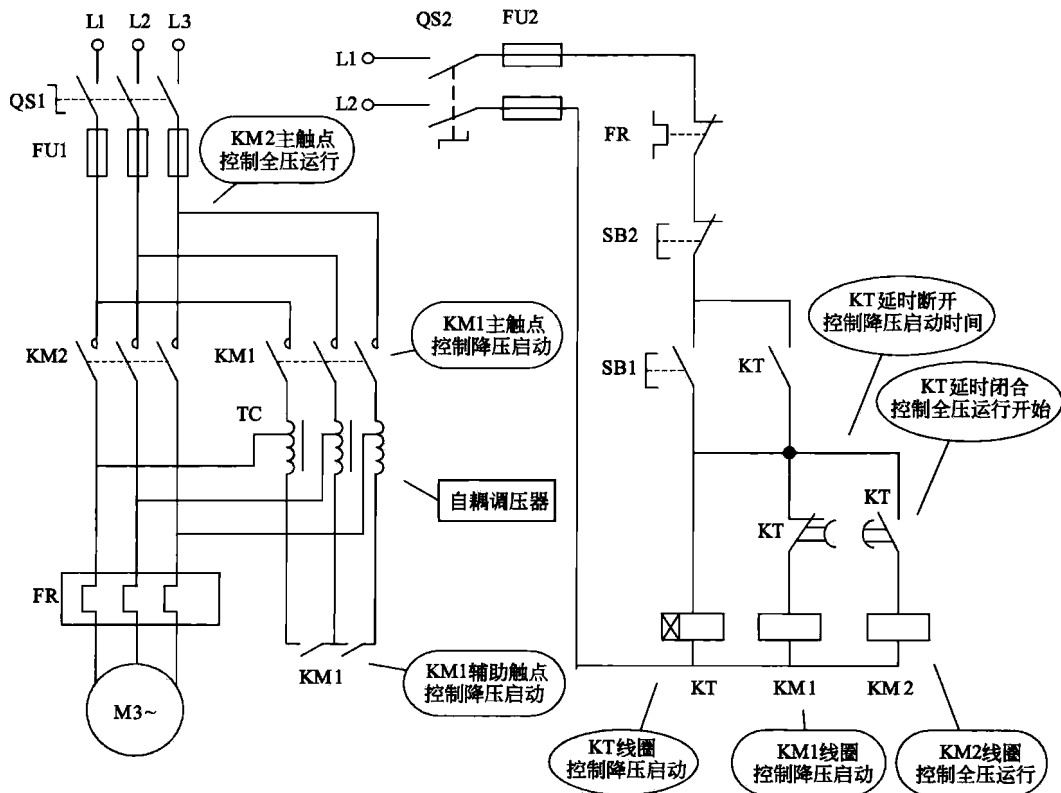 L1 L2 L3
QS1
FU1
KM2主触点
控制全压运行
QS2
FU2
L1
L2
FR
SB2
KT延时断开
控制降压启动时间
KM2
KM1
KM1主触点
控制降压启动
SB1
KT
KT延时闭合
控制全压运行开始
TC
自耦调压器
KT
KT
FR
KM1
KM1辅助触点
控制降压启动
KT
KM1
KM2
M3~
KT线圈
控制降压启动
KM1线圈
控制降压启动
KM2线圈
控制全压运行